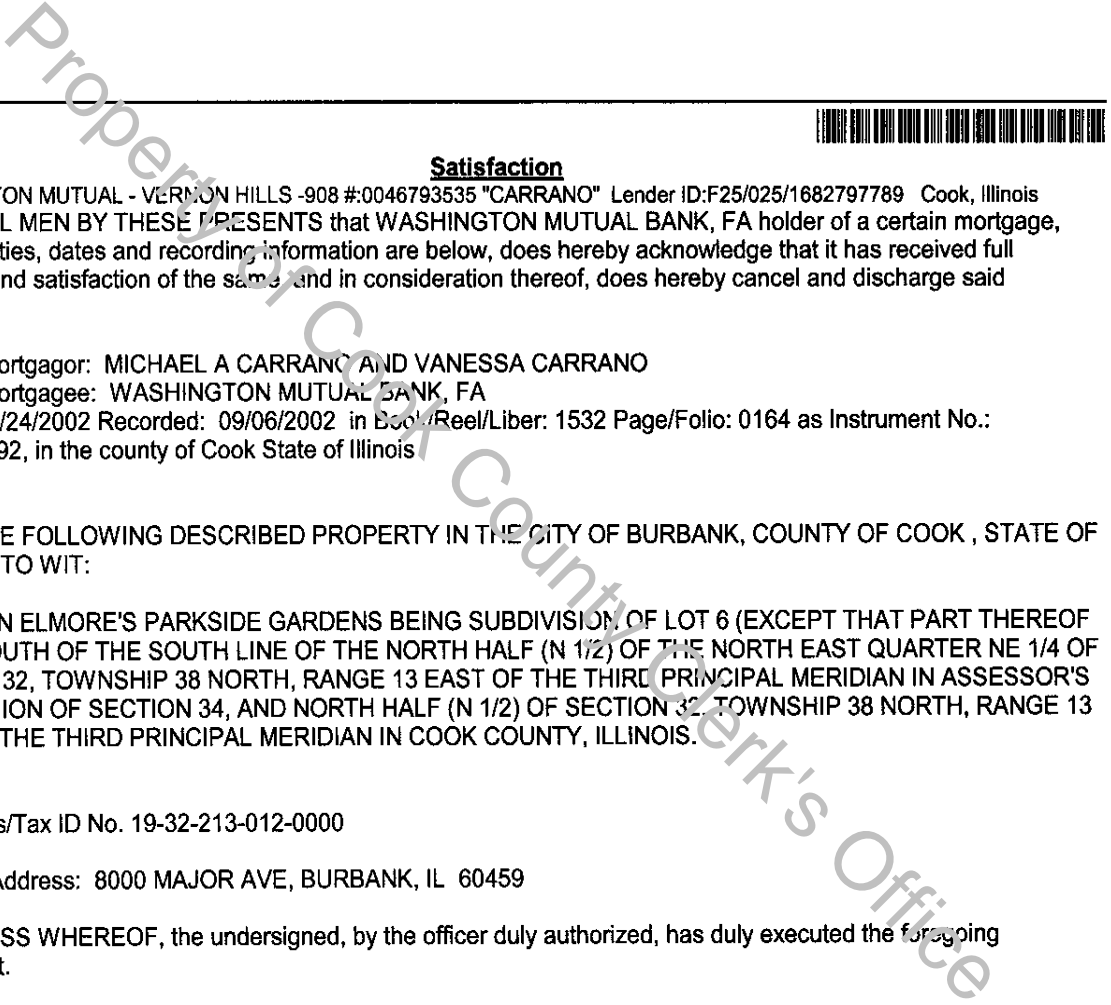 Satisfaction
ON MUTUAL - VERNON HILLS -908 #:0046793535 "CARRANO" Lender ID:F25/025/1682797789 Cook, Illinois
L MEN BY THESE PRESENTS that WASHINGTON MUTUAL BANK, FA holder of a certain mortgage,
ties, dates and recording information are below, does hereby acknowledge that it has received full
nd satisfaction of the same, and in consideration thereof, does hereby cancel and discharge said
ortgagor: MICHAEL A CARRANO AND VANESSA CARRANO
ortgagee: WASHINGTON MUTUAL BANK, FA
/24/2002 Recorded: 09/06/2002 in Book/Reel/Liber: 1532 Page/Folio: 0164 as Instrument No.:
92, in the county of Cook State of Illinois
E FOLLOWING DESCRIBED PROPERTY IN THE CITY OF BURBANK, COUNTY OF COOK , STATE OF
TO WIT:
N ELMORE'S PARKSIDE GARDENS BEING SUBDIVISION OF LOT 6 (EXCEPT THAT PART THEREOF
OUTH OF THE SOUTH LINE OF THE NORTH HALF (N 1/2) OF THE NORTH EAST QUARTER NE 1/4 OF
32, TOWNSHIP 38 NORTH, RANGE 13 EAST OF THE THIRD PRINCIPAL MERIDIAN IN ASSESSOR'S
ION OF SECTION 34, AND NORTH HALF (N 1/2) OF SECTION 32, TOWNSHIP 38 NORTH, RANGE 13
THE THIRD PRINCIPAL MERIDIAN IN COOK COUNTY, ILLINOIS.
s/Tax ID No. 19-32-213-012-0000
Address: 8000 MAJOR AVE, BURBANK, IL 60459
SS WHEREOF, the undersigned, by the officer duly authorized, has duly executed the foregoing
t.
Property of Cook County Clerk's Office